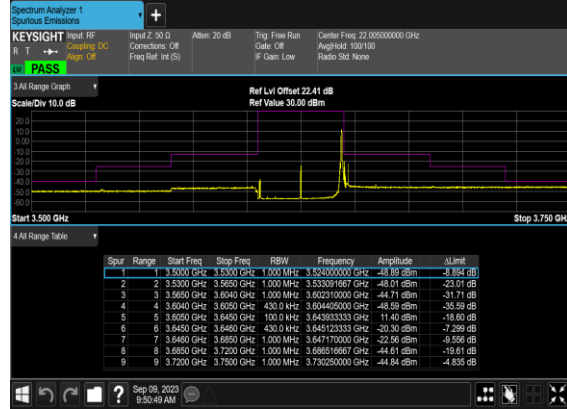 Spectrum Analyzer 1
Spurious Emissions
+
KEYSIGHT Input: RF Input Z: 50 Ω Atten: 20 dB Trig: Free Run Center Freq: 22.005000000 GHz
R T Coupling: DC Corrections: Off Gate: Off Avg|Hold: 100/100
Align: Off Freq Ref: Int (S) IF Gain: Low Radio Std: None
PASS
3 All Range Graph
Ref Lvl Offset 22.41 dB
Scale/Div 10.0 dB Ref Value 30.00 dBm
20.0
10.0
0.00
-10.0
-20.0
-30.0
-40.0
-50.0
-60.0
Start 3.500 GHz Stop 3.750 GH
4 All Range Table
Spur Range Start Freq Stop Freq RBW Frequency Amplitude ΔLimit
1 1 3.5000 GHz 3.5300 GHz 1.000 MHz 3.524000000 GHz -48.89 dBm -8.894 dB
2 2 3.5300 GHz 3.5650 GHz 1.000 MHz 3.533091667 GHz -48.01 dBm -23.01 dB
3 3 3.5650 GHz 3.6040 GHz 1.000 MHz 3.602310000 GHz -44.71 dBm -31.71 dB
4 4 3.6040 GHz 3.6050 GHz 430.0 kHz 3.604405000 GHz -48.59 dBm -35.59 dB
5 5 3.6050 GHz 3.6450 GHz 100.0 kHz 3.643933333 GHz 11.40 dBm -18.60 dB
6 6 3.6450 GHz 3.6460 GHz 430.0 kHz 3.645123333 GHz -20.30 dBm -7.299 dB
7 7 3.6460 GHz 3.6850 GHz 1.000 MHz 3.647170000 GHz -22.56 dBm -9.556 dB
8 8 3.6850 GHz 3.7200 GHz 1.000 MHz 3.686516667 GHz -44.61 dBm -19.61 dB
9 9 3.7200 GHz 3.7500 GHz 1.000 MHz 3.730250000 GHz -44.84 dBm -4.835 dB
? Sep 09, 2023
9:50:49 AM